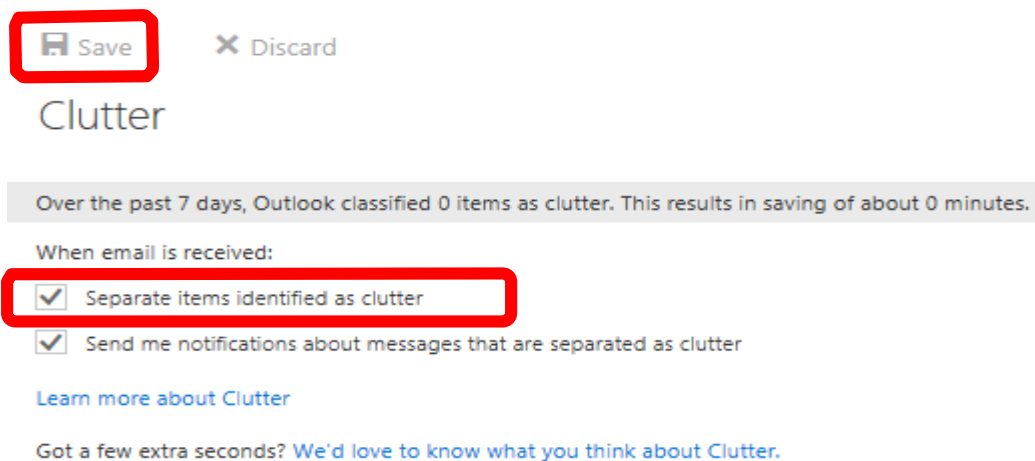 Save Discard
Clutter
Over the past 7 days, Outlook classified 0 items as clutter. This results in saving of about 0 minutes.
When email is received:
Separate items identified as clutter
Send me notifications about messages that are separated as clutter
Learn more about Clutter
Got a few extra seconds? We'd love to know what you think about Clutter.